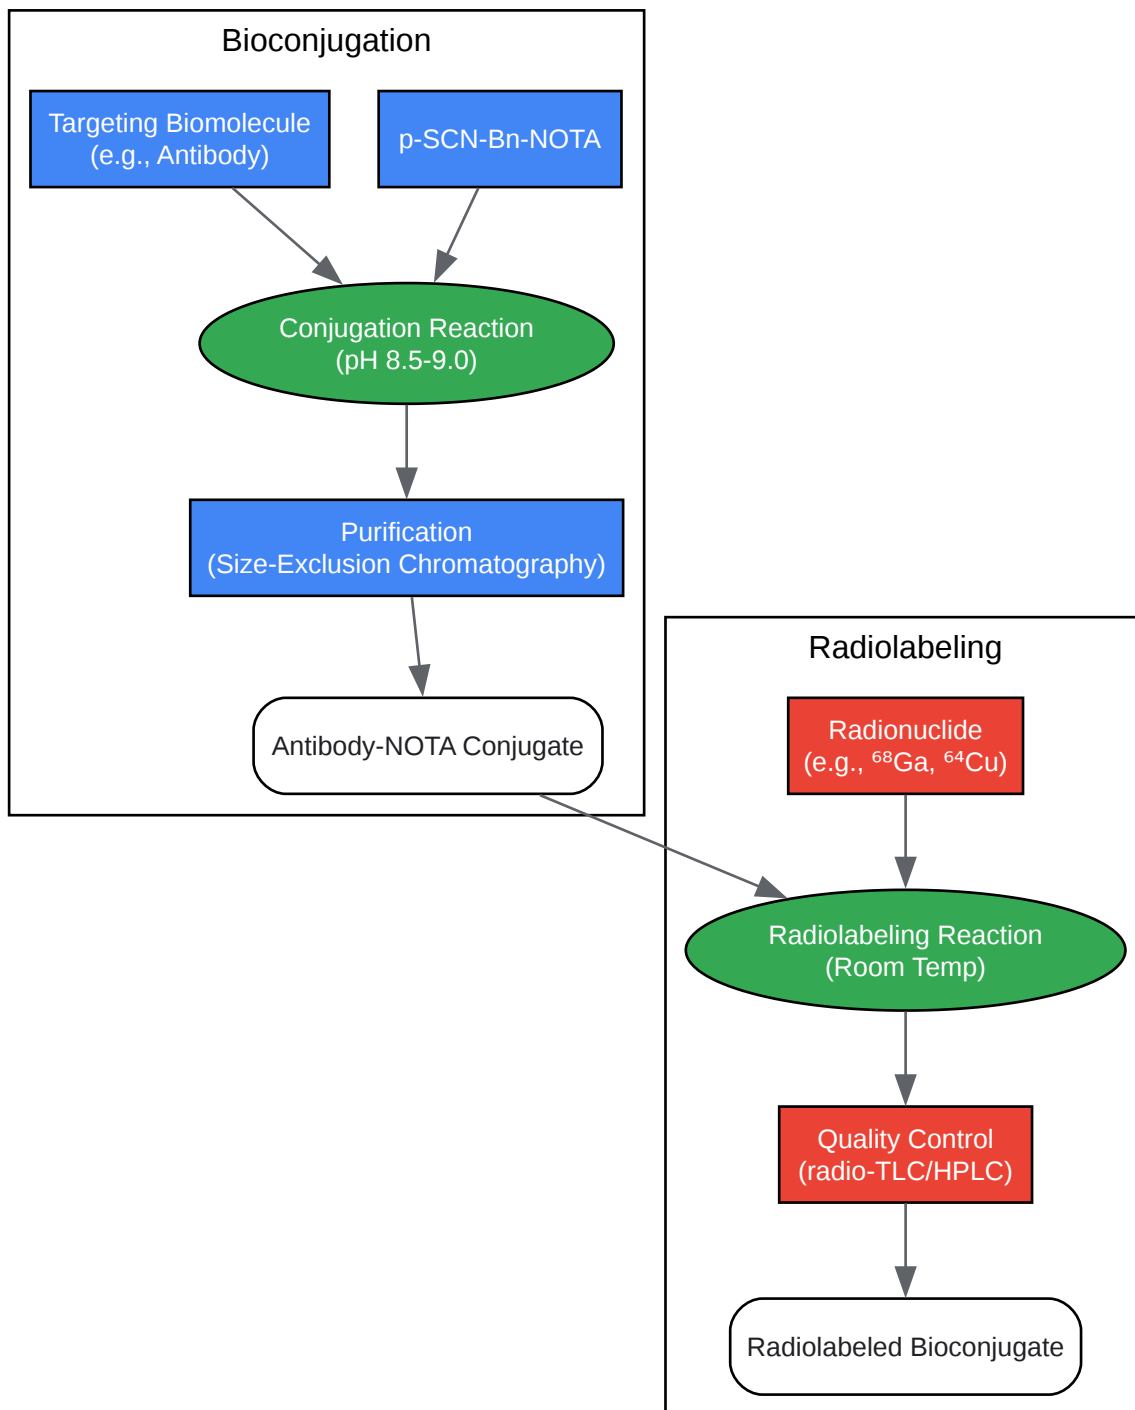 Bioconjugation
Targeting Biomolecule
(e.g., Antibody)
p-SCN-Bn-NOTA
Conjugation Reaction
(pH 8.5-9.0)
Purification
(Size-Exclusion Chromatography)
Antibody-NOTA Conjugate
Radiolabeling
Radionuclide
(e.g., ⁶⁸Ga, ⁶⁴Cu)
Radiolabeling Reaction
(Room Temp)
Quality Control
(radio-TLC/HPLC)
Radiolabeled Bioconjugate